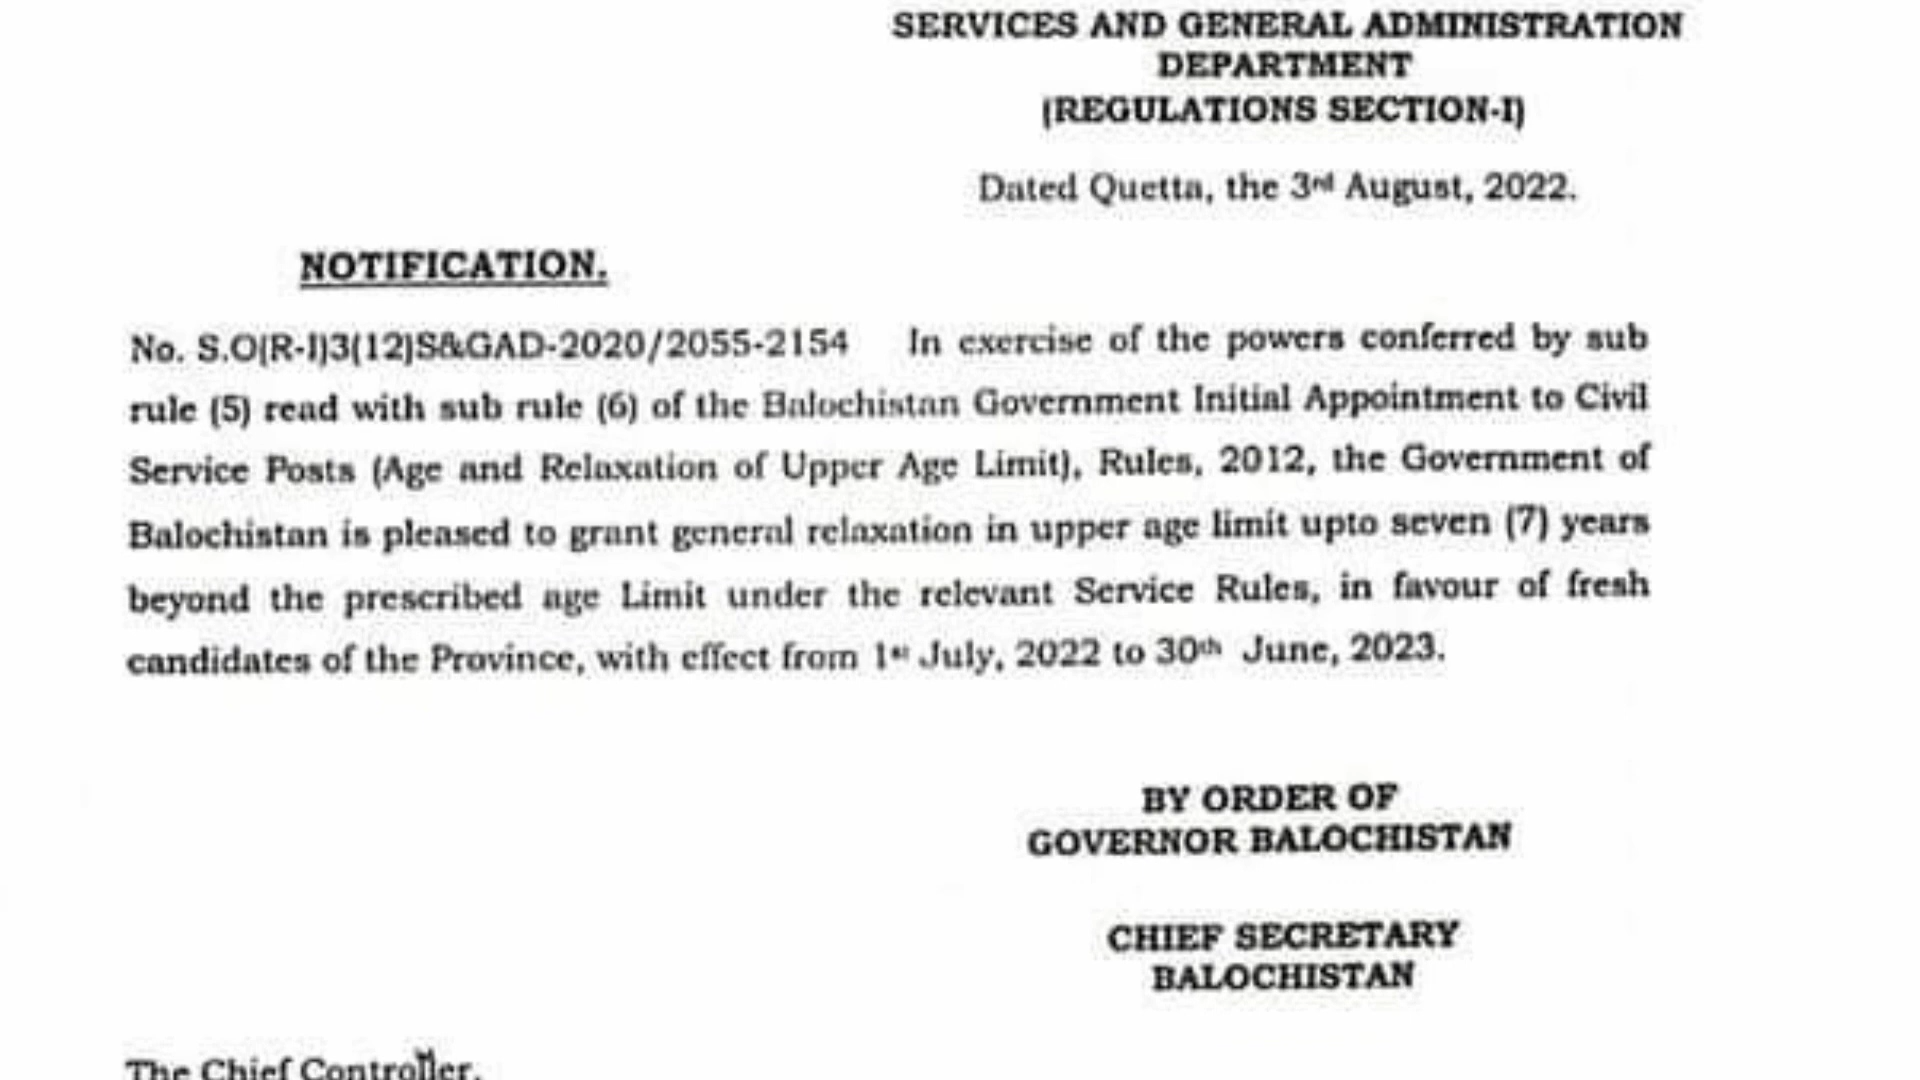 SERVICES AND GENERAL ADMINISTRATION
DEPARTMENT
(REGULATIONS SECTION-I)
Dated Quetta, the 3rd August, 2022.
NOTIFICATION.
No. S.O(R-I)3(12)S&GAD-2020/2055-2154 In exercise of the powers conferred by sub
rule (5) read with sub rule (6) of the Balochistan Government Initial Appointment to Civil
Service Posts (Age and Relaxation of Upper Age Limit), Rules, 2012, the Government of
Balochistan is pleased to grant general relaxation in upper age limit upto seven (7) years
beyond the prescribed age Limit under the relevant Service Rules, in favour of fresh
candidates of the Province, with effect from 1st July, 2022 to 30th June, 2023.
BY ORDER OF
GOVERNOR BALOCHISTAN
CHIEF SECRETARY
BALOCHISTAN
The Chief Controller,